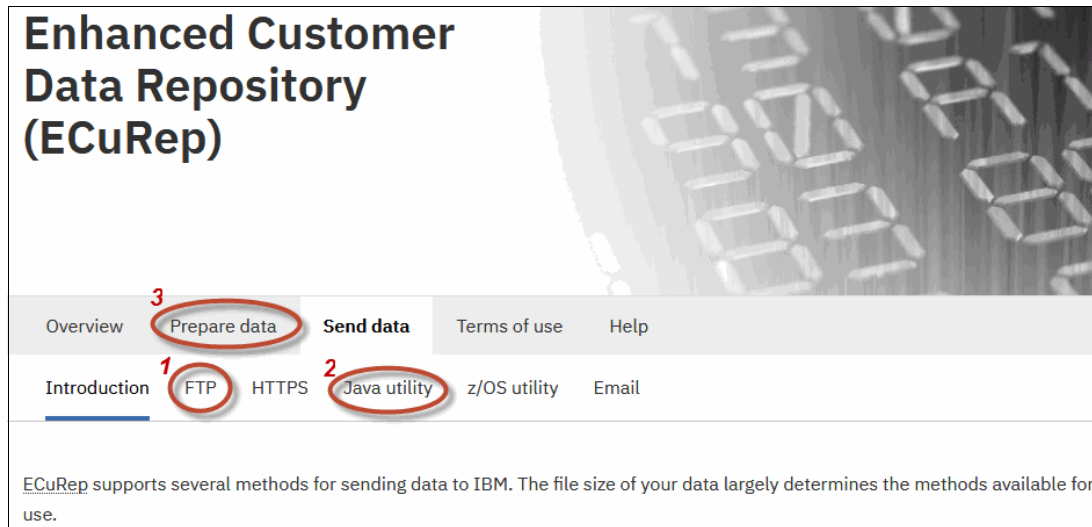 Enhanced Customer
Data Repository
(ECuRep)
3
Overview Prepare data Send data Terms of use Help
1 2
Introduction FTP HTTPS Java utility z/OS utility Email
ECuRep supports several methods for sending data to IBM. The file size of your data largely determines the methods available for
use.